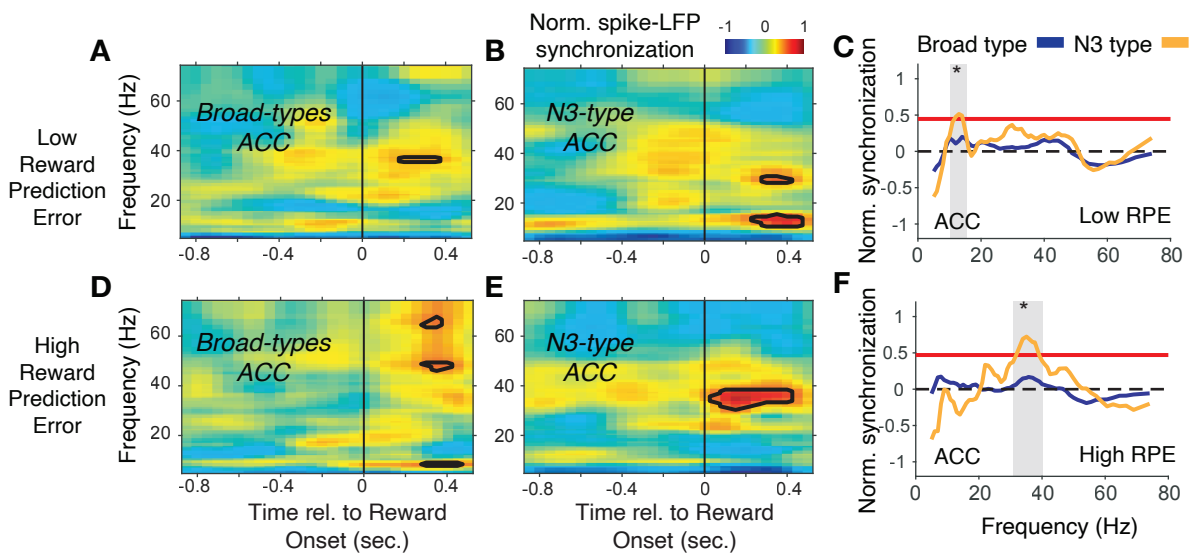 Norm. spike-LFP
synchronization
-1 0 1
A
B
C
Broad type
N3 type
Low
Reward
Prediction
Error
Frequency (Hz)
60
40
20
Broad-types
ACC
-0.8 -0.4 0 0.4
60
40
20
N3-type
ACC
-0.8 -0.4 0 0.4
Norm. synchronization
1
0.5
0
-0.5
-1
*
ACC
Low RPE
0 20 40 60 80
D
E
F
High
Reward
Prediction
Error
Frequency (Hz)
60
40
20
Broad-types
ACC
-0.8 -0.4 0 0.4
Time rel. to Reward
Onset (sec.)
60
40
20
N3-type
ACC
-0.8 -0.4 0 0.4
Time rel. to Reward
Onset (sec.)
Norm. synchronization
1
0.5
0
-0.5
-1
*
ACC
High RPE
0 20 40 60 80
Frequency (Hz)